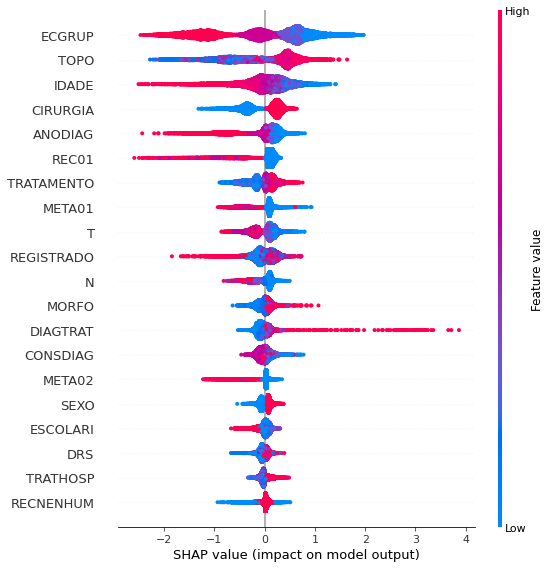 High
ECGRUP
TOPO
IDADE
CIRURGIA
ANODIAG
REC01
TRATAMENTO
META01
T
REGISTRADO
N
MORFO
DIAGTRAT
CONSDIAG
META02
SEXO
ESCOLARI
DRS
TRATHOSP
RECNENHUM
Feature value
Low
−2 −1 0 1 2 3 4
SHAP value (impact on model output)